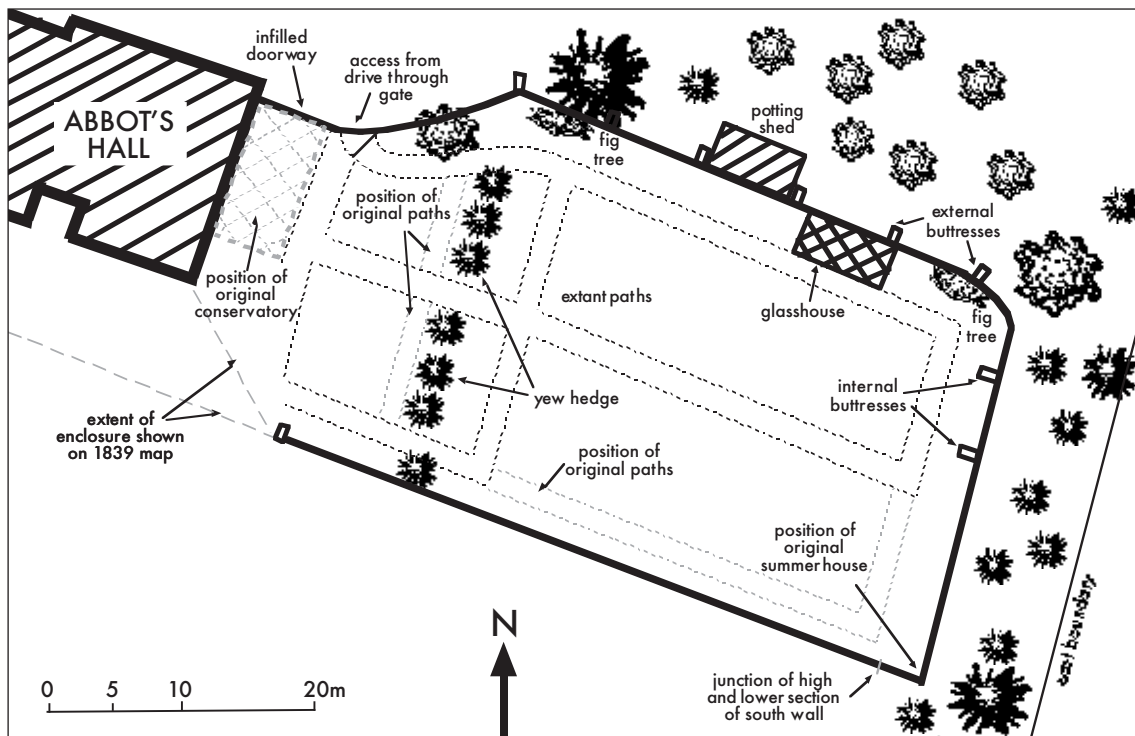 infilled
doorway
access from
drive through
gate
ABBOT'S
HALL
potting
shed
fig
tree
position of
original paths
external
buttresses
position of
original
conservatory
extant paths
glasshouse
fig
tree
internal
buttresses
yew hedge
extent of
enclosure shown
on 1839 map
position of
original paths
position of
original
summerhouse
east boundary
N
junction of high
and lower section
of south wall
0 5 10 20m